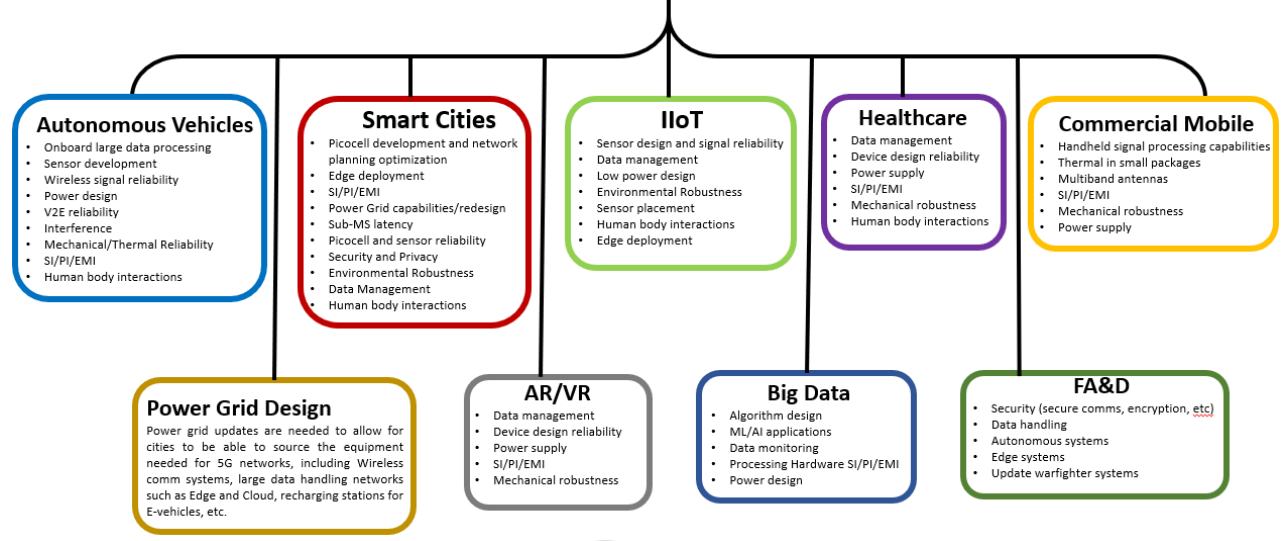 Autonomous Vehicles
• Onboard large data processing
• Sensor development
• Wireless signal reliability
• Power design
• V2E reliability
• Interference
• Mechanical/Thermal Reliability
• SI/PI/EMI
• Human body interactions
Smart Cities
• Picocell development and network
planning optimization
• Edge deployment
• SI/PI/EMI
• Power Grid capabilities/redesign
• Sub-MS latency
• Picocell and sensor reliability
• Security and Privacy
• Environmental Robustness
• Data Management
• Human body interactions
IIoT
• Sensor design and signal reliability
• Data management
• Low power design
• Environmental Robustness
• Sensor placement
• Human body interactions
• Edge deployment
Healthcare
• Data management
• Device design reliability
• Power supply
• SI/PI/EMI
• Mechanical robustness
• Human body interactions
Commercial Mobile
• Handheld signal processing capabilities
• Thermal in small packages
• Multiband antennas
• SI/PI/EMI
• Mechanical robustness
• Power supply
Power Grid Design
Power grid updates are needed to allow for
cities to be able to source the equipment
needed for 5G networks, including Wireless
comm systems, large data handling networks
such as Edge and Cloud, recharging stations for
E-vehicles, etc.
AR/VR
• Data management
• Device design reliability
• Power supply
• SI/PI/EMI
• Mechanical robustness
Big Data
• Algorithm design
• ML/AI applications
• Data monitoring
• Processing Hardware SI/PI/EMI
• Power design
FA&D
• Security (secure comms, encryption, etc)
• Data handling
• Autonomous systems
• Edge systems
• Update warfighter systems